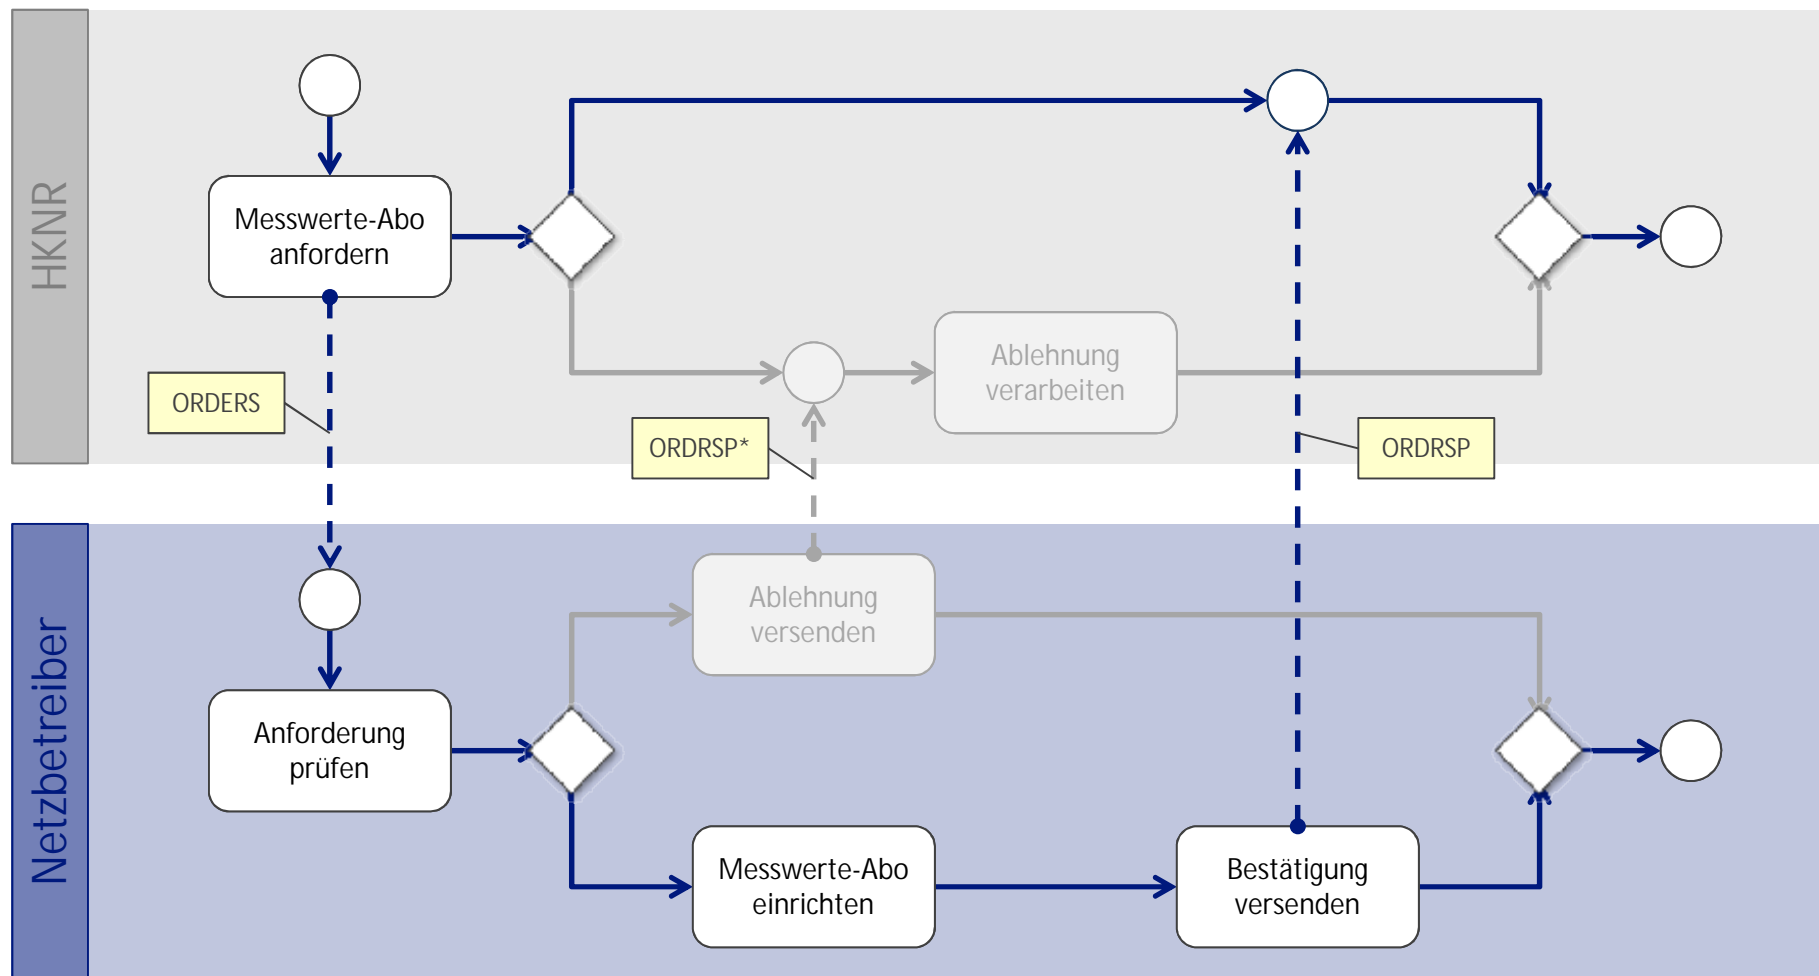 HKNR
Messwerte-Abo
anfordern
Ablehnung
verarbeiten
ORDERS
ORDRSP*
ORDRSP
Netzbetreiber
Ablehnung
versenden
Anforderung
prüfen
Messwerte-Abo
einrichten
Bestätigung
versenden